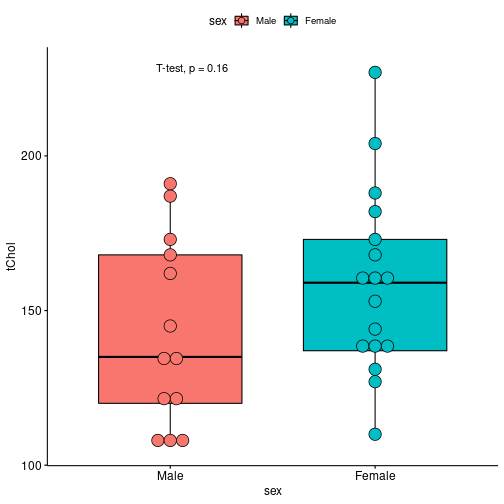 sex Male Female
T-test, p = 0.16
200
150
100
tChol
Male Female
sex